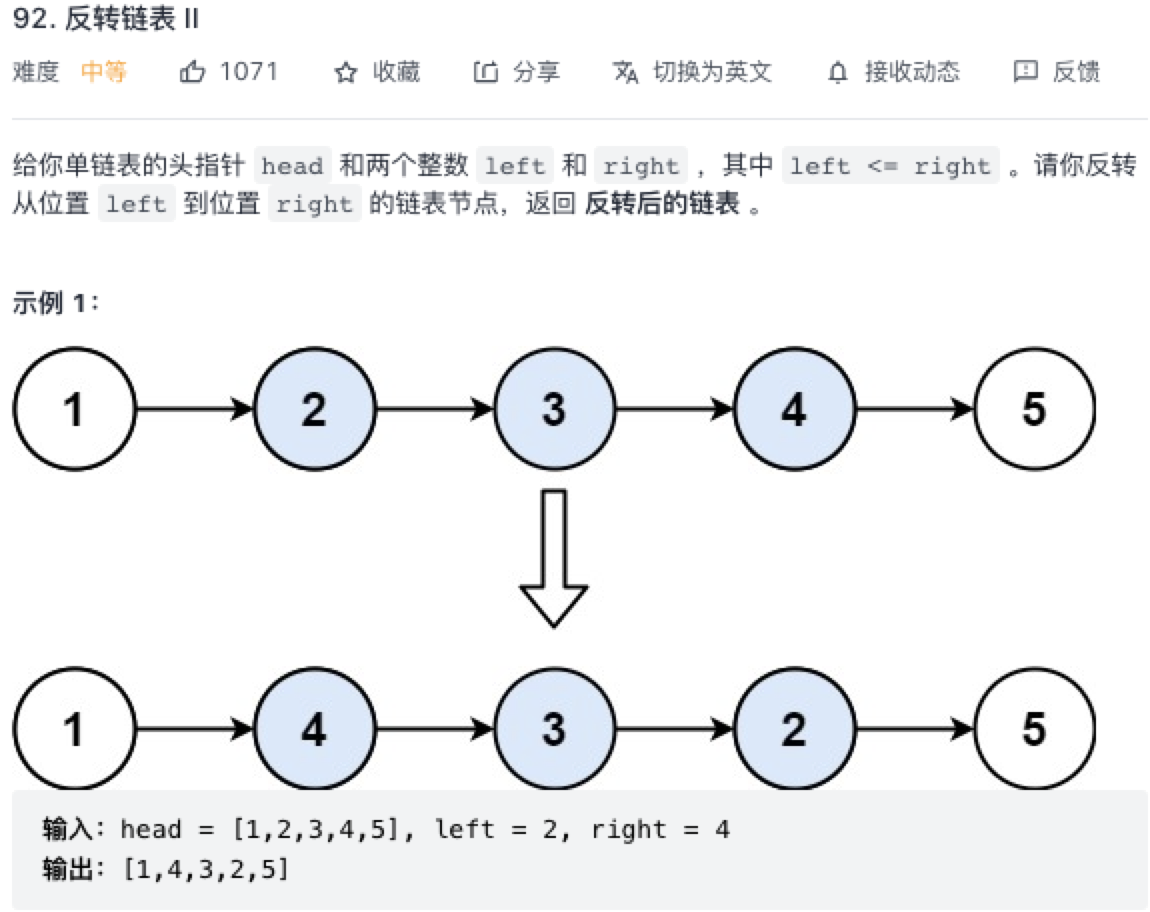 92. 反转链表 II
难度 中等 1071 收藏 分享 切换为英文 接收动态 反馈
给你单链表的头指针 head 和两个整数 left 和 right ，其中 left <= right 。请你反转
从位置 left 到位置 right 的链表节点，返回 反转后的链表 。
示例 1：
1 2 3 4 5
1 4 3 2 5
输入：head = [1,2,3,4,5], left = 2, right = 4
输出：[1,4,3,2,5]